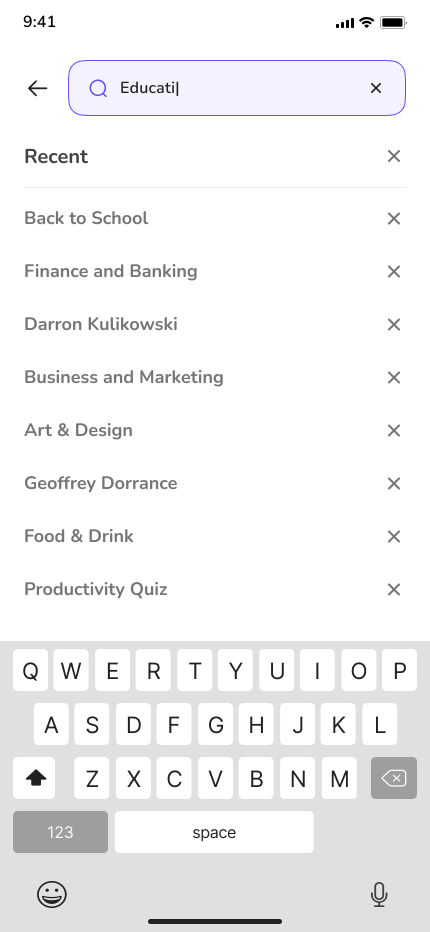 9:41
Educati
Recent
Back to School
Finance and Banking
Darron Kulikowski
Business and Marketing
Art & Design
Geoffrey Dorrance
Food & Drink
Productivity Quiz
Q W E R T Y U I O P
A S D F G H J K L
Z X C V B N M
123 space